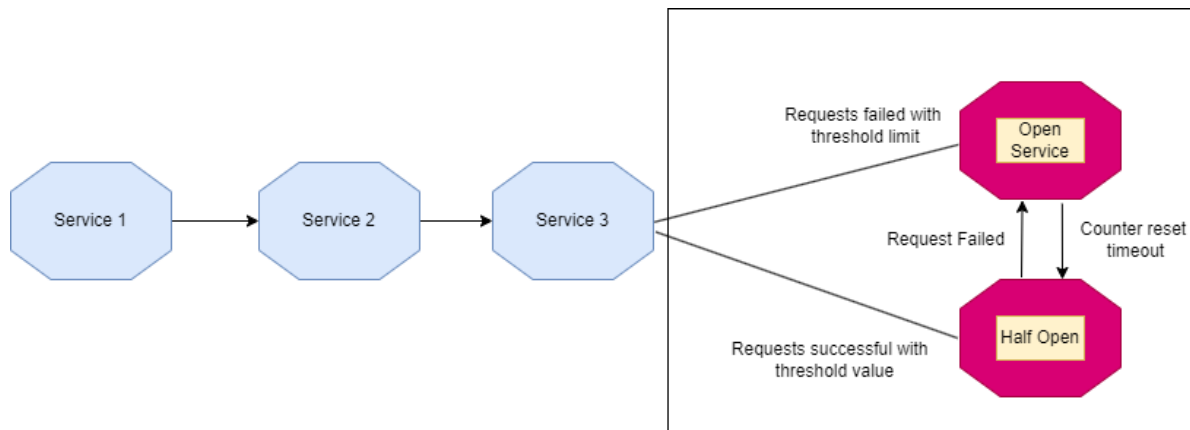 Service 1
Service 2
Service 3
Requests failed with
threshold limit
Open
Service
Request Failed
Counter reset
timeout
Requests successful with
threshold value
Half Open